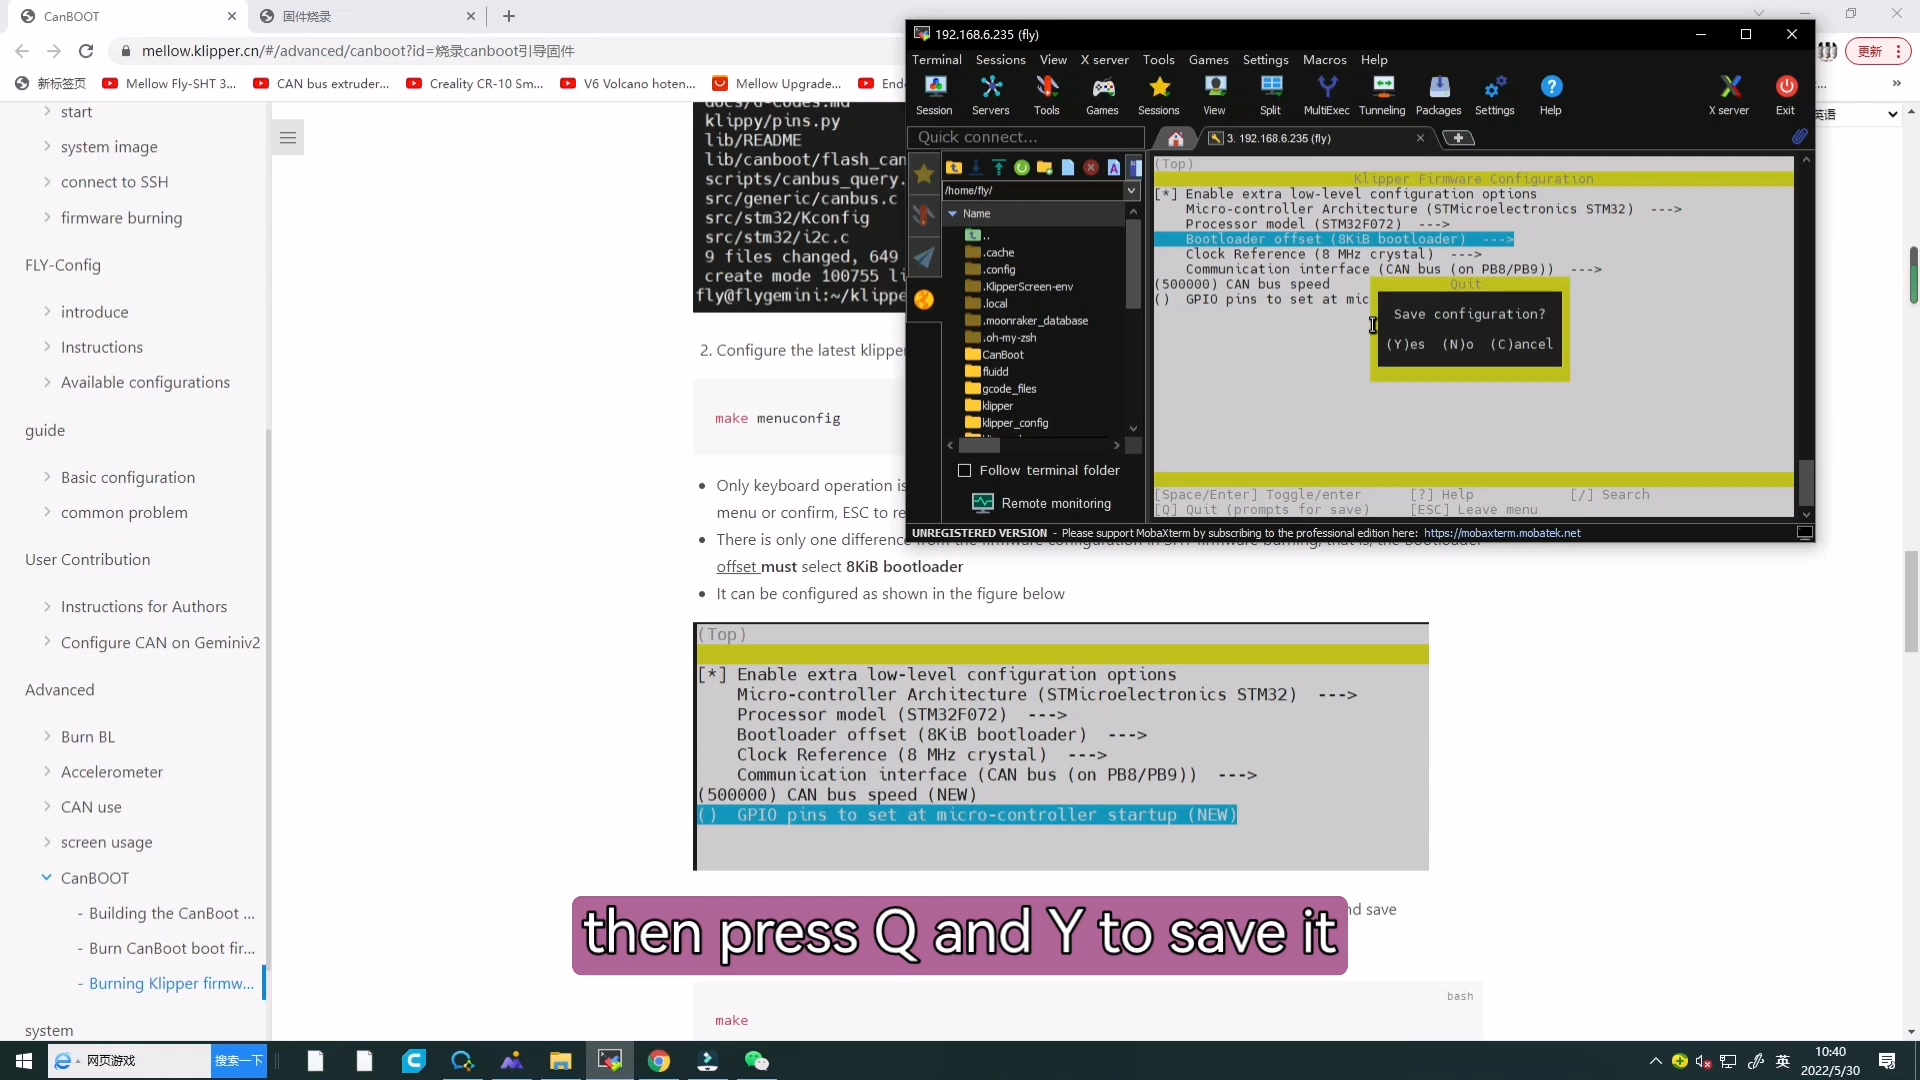 CanBOOT
固件烧录
mellow.klipper.cn/#/advanced/canboot?id=烧录canboot引导固件
更新
新标签页
Mellow Fly-SHT 3...
CAN bus extruder...
Creality CR-10 Sm...
V6 Volcano hoten...
Mellow Upgrade...
英语
start
system image
connect to SSH
firmware burning
FLY-Config
introduce
Instructions
Available configurations
guide
Basic configuration
common problem
User Contribution
Instructions for Authors
Configure CAN on Geminiv2
Advanced
Burn BL
Accelerometer
CAN use
screen usage
CanBOOT
- Building the CanBoot ...
- Burn CanBoot boot fir...
- Burning Klipper firmw...
system
klippy/pins.py
lib/README
lib/canboot/flash_can
scripts/canbus_query.
src/generic/canbus.c
src/stm32/Kconfig
src/stm32/i2c.c
9 files changed, 649
create mode 100755 li
fly@flygemini:~/klippe
2. Configure the latest klipper
make menuconfig
Only keyboard operation is
menu or confirm, ESC to re
There is only one difference
offset must select 8KiB bootloader
It can be configured as shown in the figure below
(Top)
[*] Enable extra low-level configuration options
Micro-controller Architecture (STMicroelectronics STM32) --->
Processor model (STM32F072) --->
Bootloader offset (8KiB bootloader) --->
Clock Reference (8 MHz crystal) --->
Communication interface (CAN bus (on PB8/PB9)) --->
(500000) CAN bus speed (NEW)
() GPIO pins to set at micro-controller startup (NEW)
nd save
then press Q and Y to save it
bash
make
192.168.6.235 (fly)
Terminal Sessions View X server Tools Games Settings Macros Help
Session Servers Tools Games Sessions View Split MultiExec Tunneling Packages Settings Help X server Exit
Quick connect...
3. 192.168.6.235 (fly)
/home/fly/
Name
..
.cache
.config
.KlipperScreen-env
.local
.moonraker_database
.oh-my-zsh
CanBoot
fluidd
gcode_files
klipper
klipper_config
Follow terminal folder
Remote monitoring
(Top)
Klipper Firmware Configuration
[*] Enable extra low-level configuration options
Micro-controller Architecture (STMicroelectronics STM32) --->
Processor model (STM32F072) --->
Bootloader offset (8KiB bootloader) --->
Clock Reference (8 MHz crystal) --->
Communication interface (CAN bus (on PB8/PB9)) --->
(500000) CAN bus speed
() GPIO pins to set at mic
Quit
Save configuration?
(Y)es (N)o (C)ancel
[Space/Enter] Toggle/enter [?] Help [/] Search
[Q] Quit (prompts for save) [ESC] Leave menu
UNREGISTERED VERSION - Please support MobaXterm by subscribing to the professional edition here: https://mobaxterm.mobatek.net
网页游戏
搜索一下
英
10:40
2022/5/30